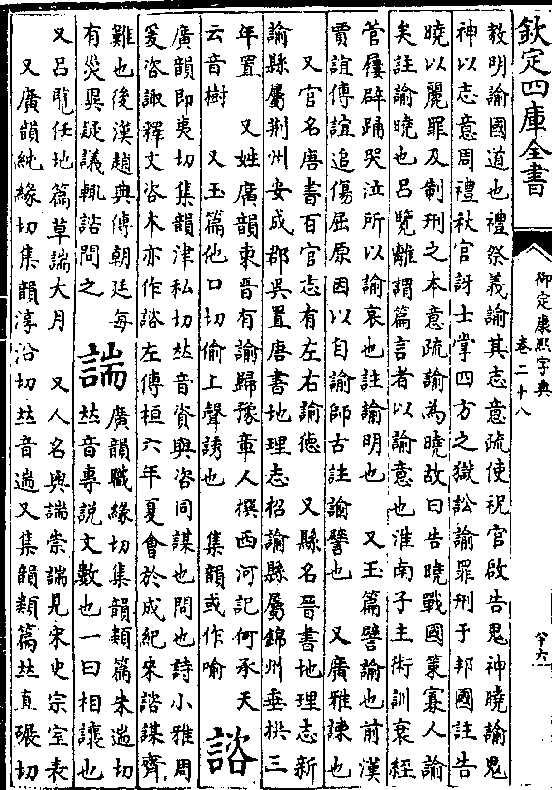 欽定四庫全書
御定康熙字典
卷二十八
教明諭國道也禮祭義諭其志意疏使祝官啟告鬼神曉諭鬼
神以志意周禮秋官訝士掌四方之獄訟諭罪刑于邦國註告
曉以麗罪及制刑之本意疏諭為曉故曰告曉戰國策寡人諭
矣註諭曉也呂覽離謂篇言者以諭意也淮南子主術訓衰絰
菅屨辟踊哭泣所以諭哀也註諭明也 又玉篇譬諭也前漢
賈誼傳誼追傷屈原因以自諭師古註諭譬也 又廣雅諫也
又官名唐書百官志有左右諭德 又縣名晉書地理志新
諭縣屬荆州安成郡吳置唐書地理志招諭縣屬錦州垂拱三
年置 又姓廣韻東晉有諭歸豫章人撰西河記何承天
云音樹 又玉篇他口切偷上聲誘也 集韻或作喻
諮
廣韻即夷切集韻津私切𠀤音資與咨同謀也問也詩小雅周
爰咨諏釋文咨本亦作諮左傳桓六年夏會於成紀來諮謀齊
難也後漢趙典傳朝廷每
有災異疑議輒諮問之
諯
廣韻職緣切集韻類篇朱遄切
𠀤音專說文數也一曰相讓也
又呂覽任地篇草諯大月 又人名與諯崇諯見宋史宗室表
又廣韻純緣切集韻淳沿切𠀤音遄又集韻類篇𠀤直碾切